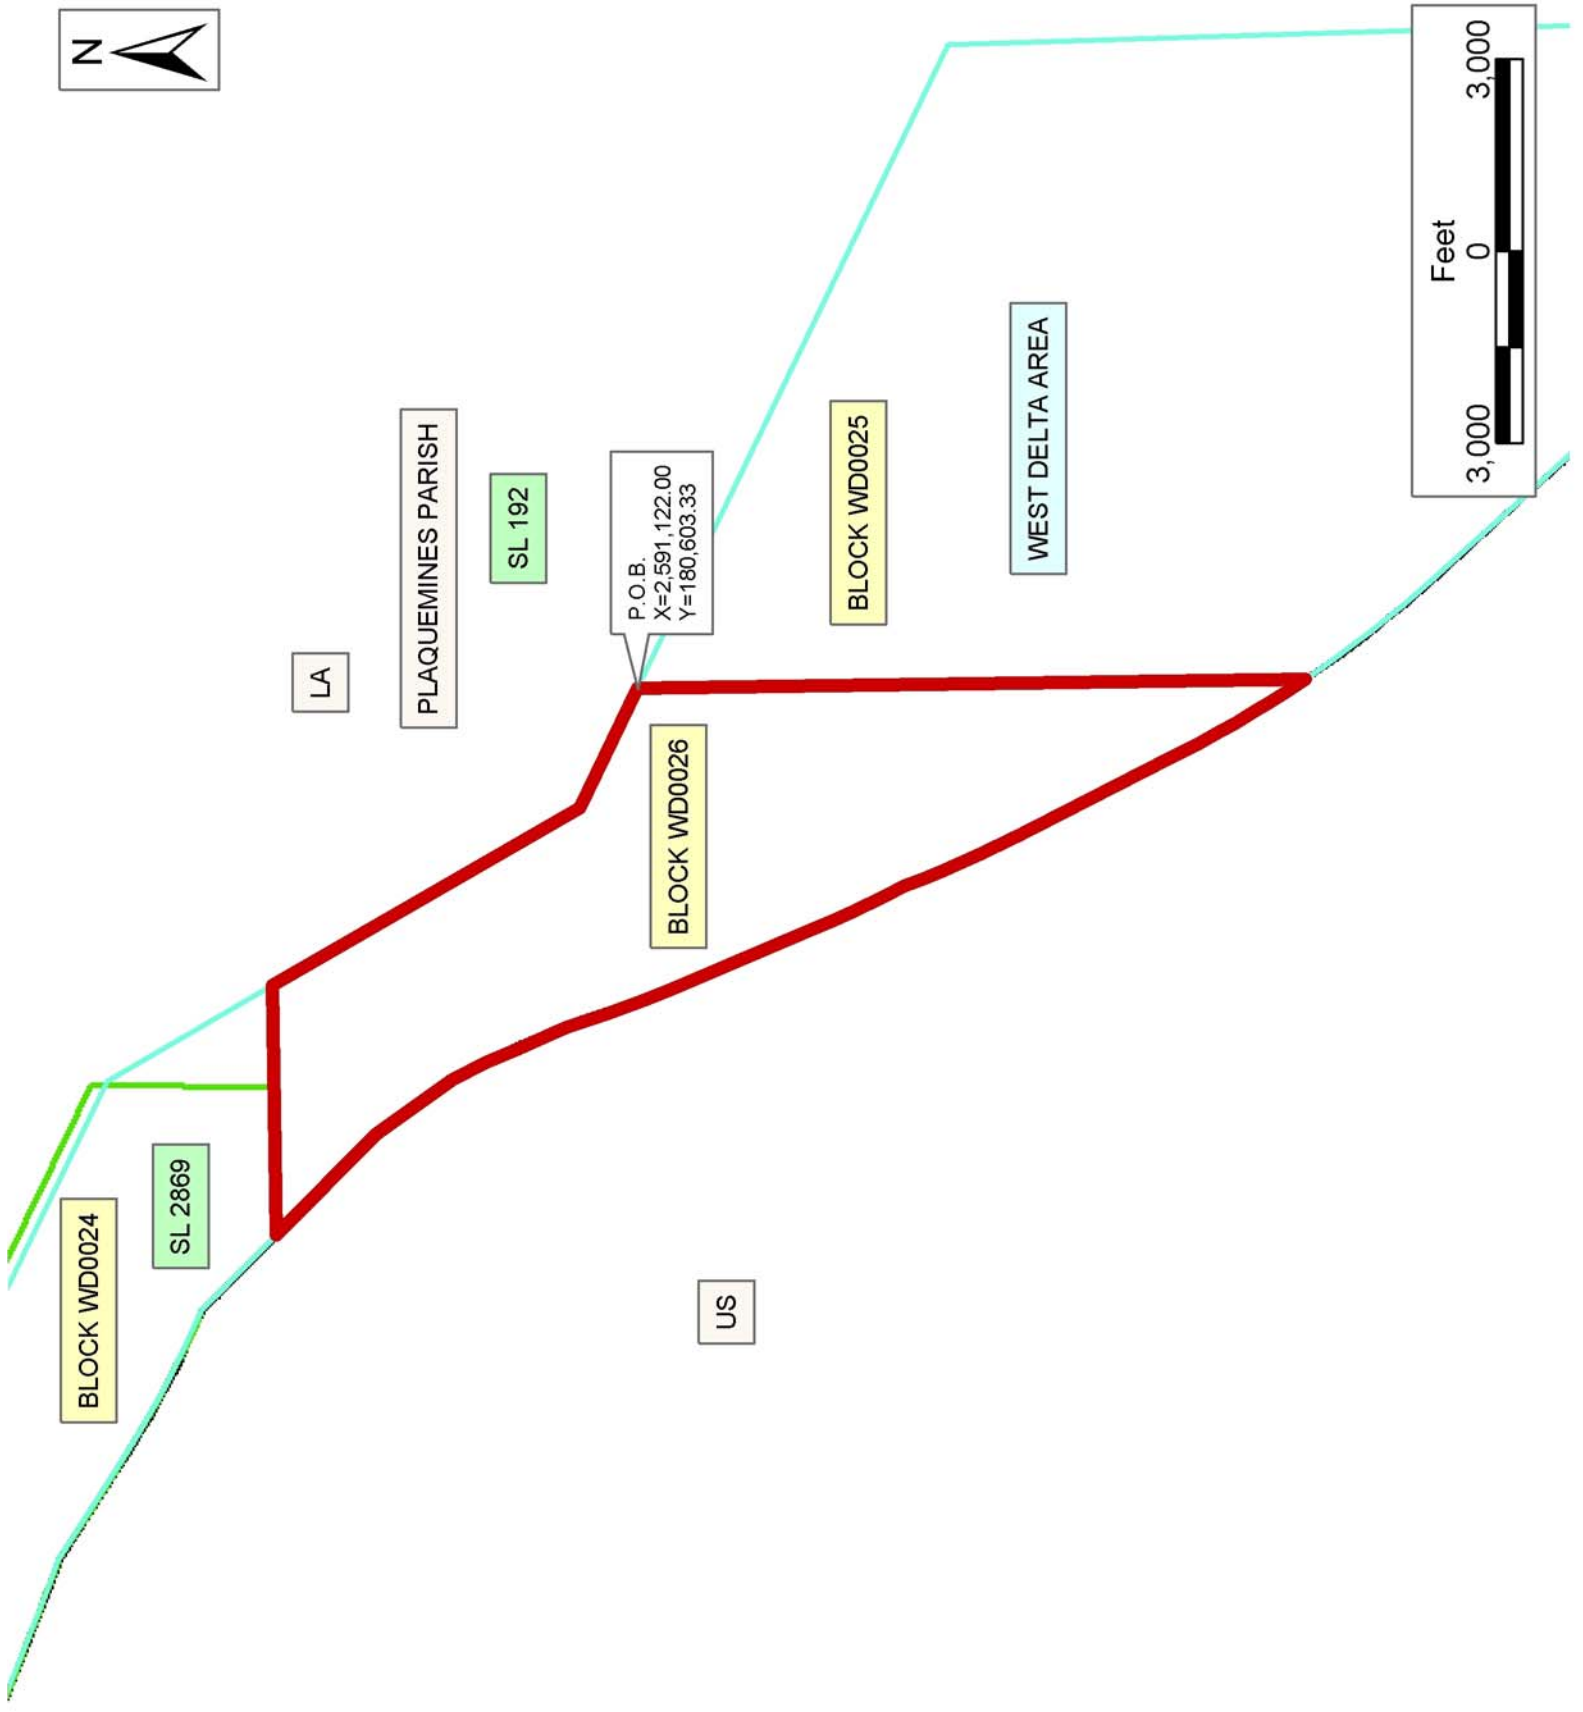 N
LA
PLAQUEMINES PARISH
SL 192
P.O.B.
X=2,591,122.00
Y=180,603.33
BLOCK WD0024
SL 2869
BLOCK WD0026
BLOCK WD0025
WEST DELTA AREA
US
Feet
3,000 0 3,000